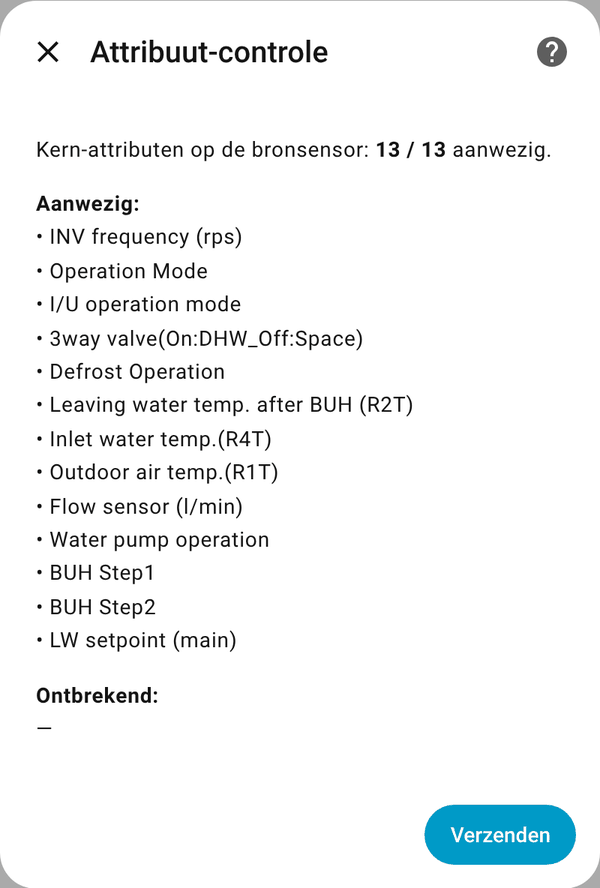 Attribuut-controle
Kern-attributen op de bronsensor: 13 / 13 aanwezig.
Aanwezig:
• INV frequency (rps)
• Operation Mode
• I/U operation mode
• 3way valve(On:DHW_Off:Space)
• Defrost Operation
• Leaving water temp. after BUH (R2T)
• Inlet water temp.(R4T)
• Outdoor air temp.(R1T)
• Flow sensor (l/min)
• Water pump operation
• BUH Step1
• BUH Step2
• LW setpoint (main)
Ontbrekend:
—
Verzenden